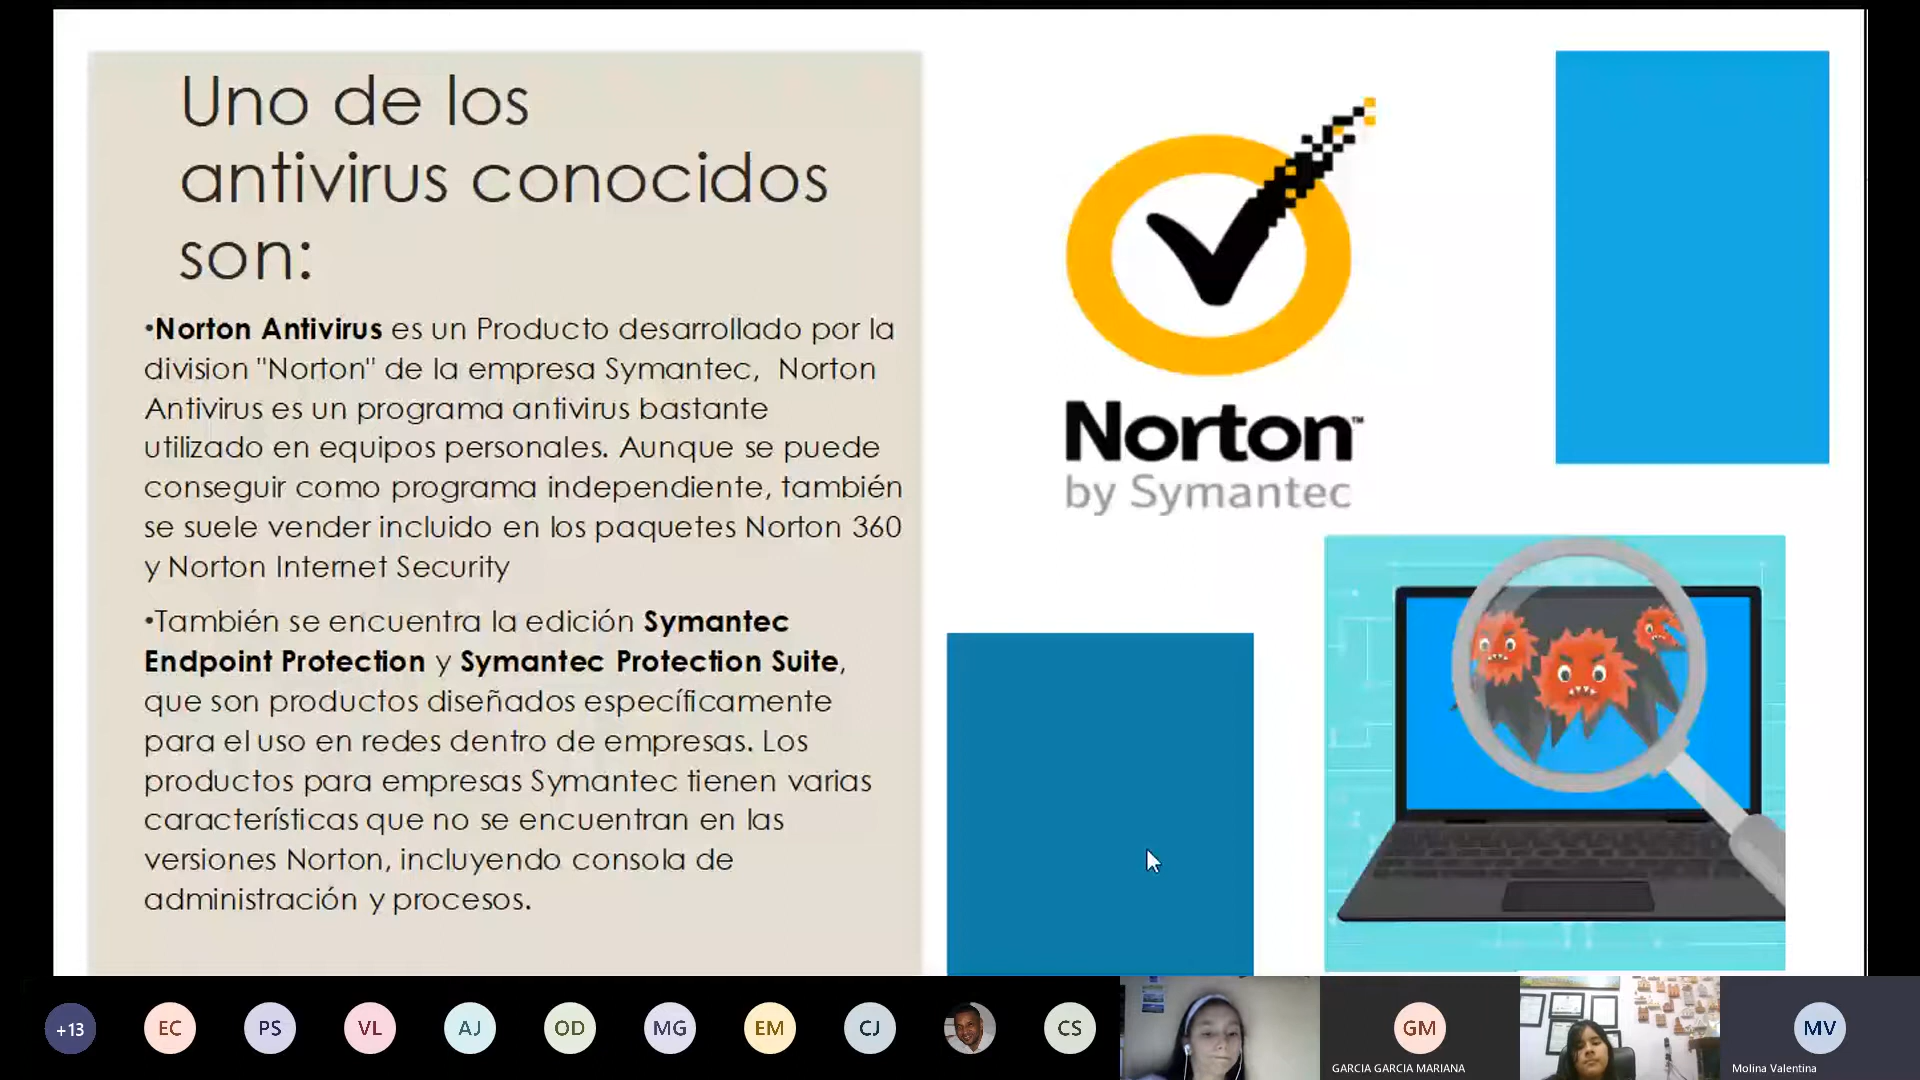 Uno de los
antivirus conocidos
son:
•Norton Antivirus es un Producto desarrollado por la
division "Norton" de la empresa Symantec,  Norton
Antivirus es un programa antivirus bastante
utilizado en equipos personales. Aunque se puede
conseguir como programa independiente, también
se suele vender incluido en los paquetes Norton 360
y Norton Internet Security
•También se encuentra la edición Symantec
Endpoint Protection y Symantec Protection Suite,
que son productos diseñados específicamente
para el uso en redes dentro de empresas. Los
productos para empresas Symantec tienen varias
características que no se encuentran en las
versiones Norton, incluyendo consola de
administración y procesos.
Norton™
by Symantec
+13
EC
PS
VL
AJ
OD
MG
EM
CJ
CS
GM
GARCIA GARCIA MARIANA
MV
Molina Valentina